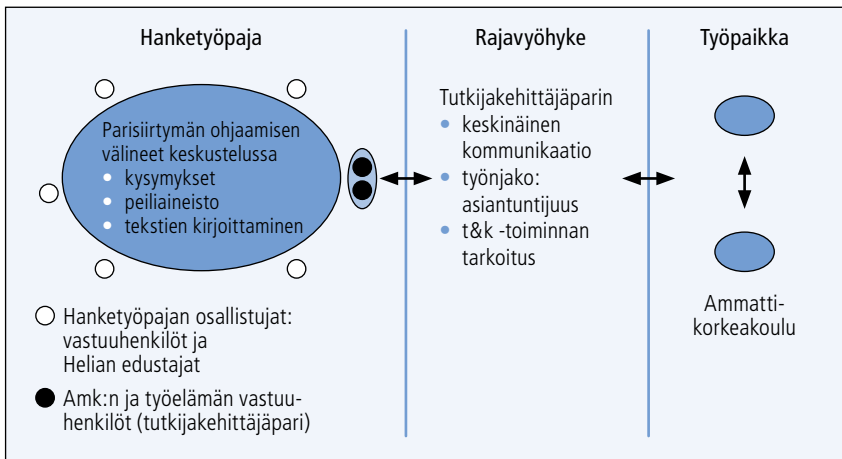 Hanketyöpaja
Parisiirtymän ohjaamisen
välineet keskustelussa
• kysymykset
• peiliaineisto
• tekstien kirjoittaminen
Hanketyöpajan osallistujat:
vastuuhenkilöt ja
Helian edustajat
Amk:n ja työelämän vastuu-
henkilöt (tutkijakehittäjäpari)
Rajavyöhyke
Tutkijakehittäjäparin
• keskinäinen
kommunikaatio
• työnjako:
asiantuntijuus
• t&k -toiminnan
tarkoitus
Työpaikka
Ammatti-
korkeakoulu